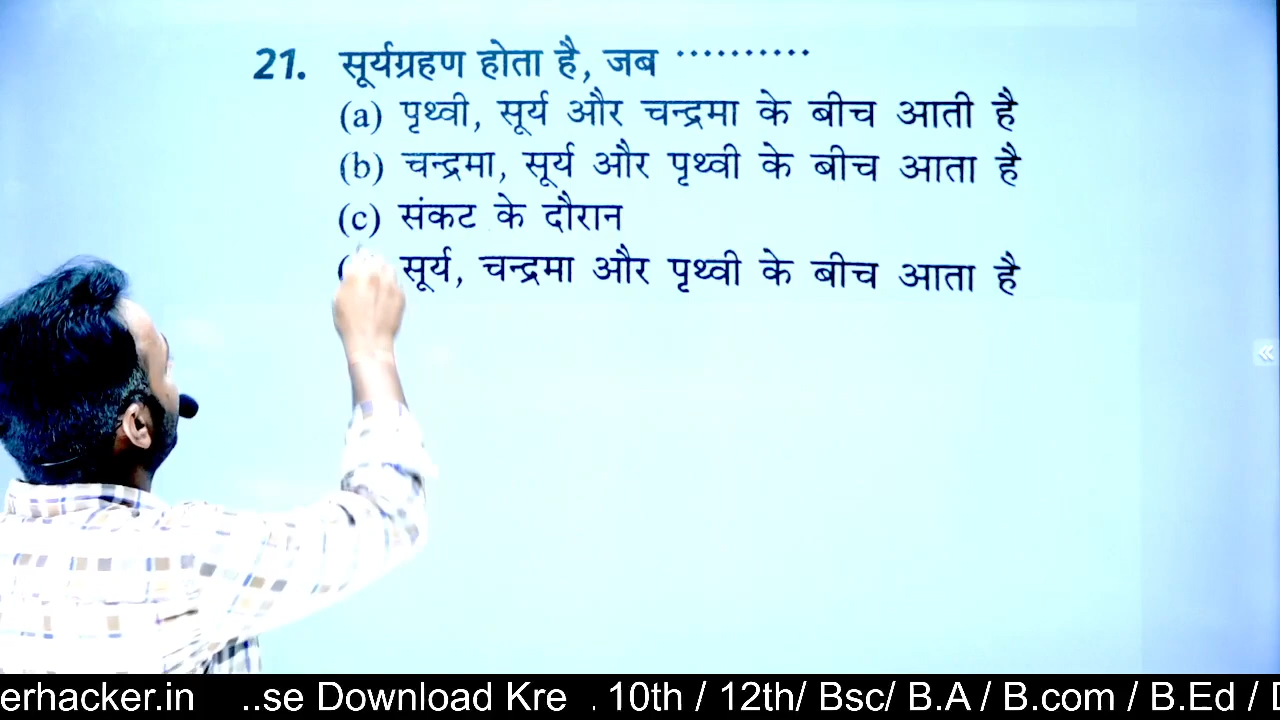 21. सूर्यग्रहण होता है, जब ..........
(a) पृथ्वी, सूर्य और चन्द्रमा के बीच आती है
(b) चन्द्रमा, सूर्य और पृथ्वी के बीच आता है
(c) संकट के दौरान
( सूर्य, चन्द्रमा और पृथ्वी के बीच आता है
erhacker.in ..se Download Kre . 10th / 12th/ Bsc/ B.A / B.com / B.Ed /